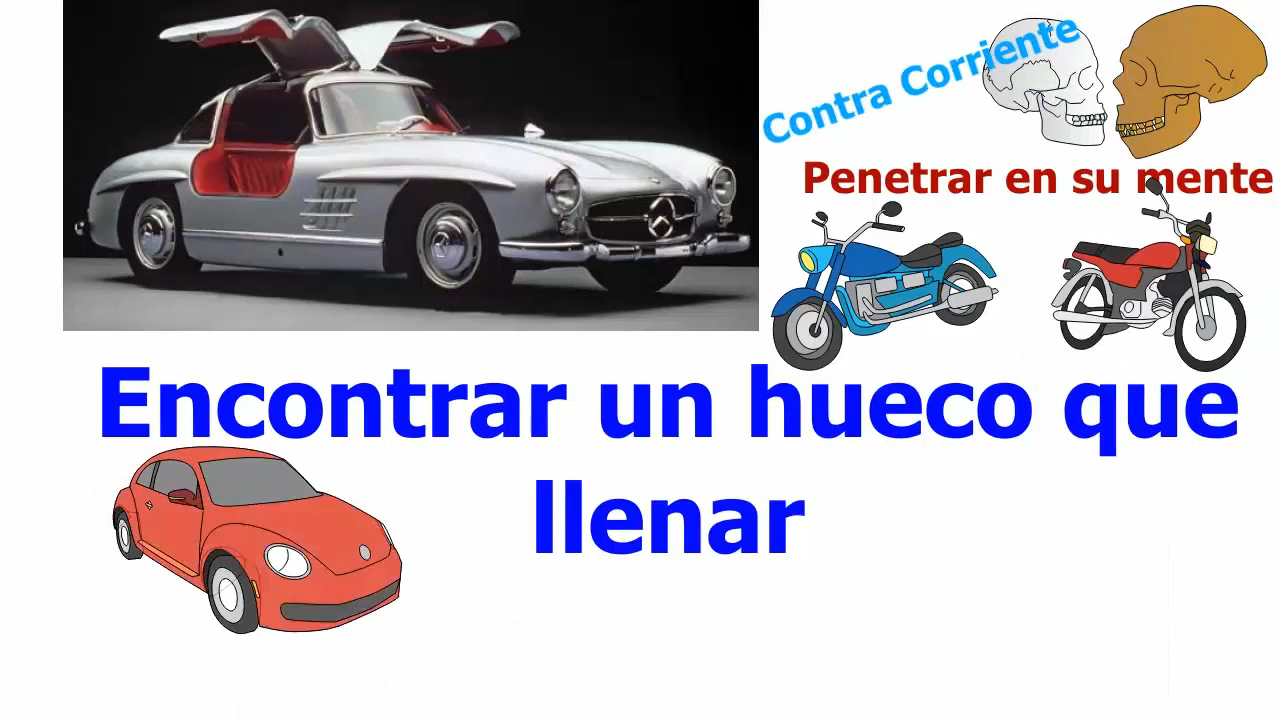 Contra Corriente
Penetrar en su mente
Encontrar un hueco que
llenar